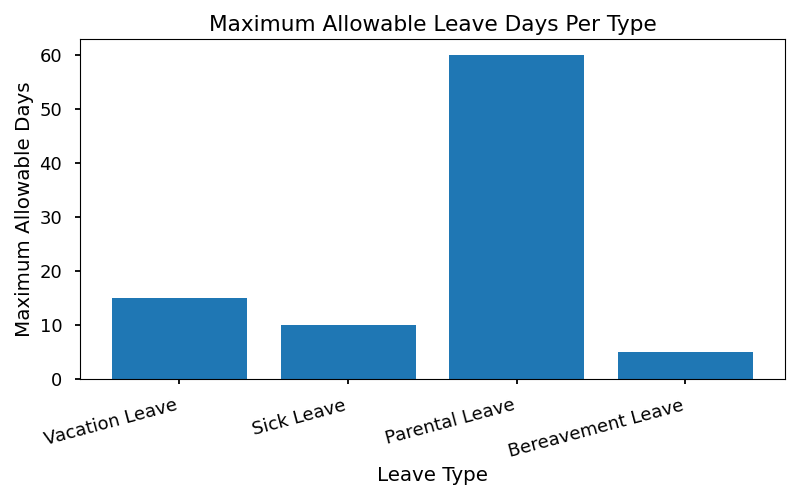 Maximum Allowable Leave Days Per Type
Maximum Allowable Days
60
50
40
30
20
10
0
Vacation Leave
Sick Leave
Parental Leave
Bereavement Leave
Leave Type